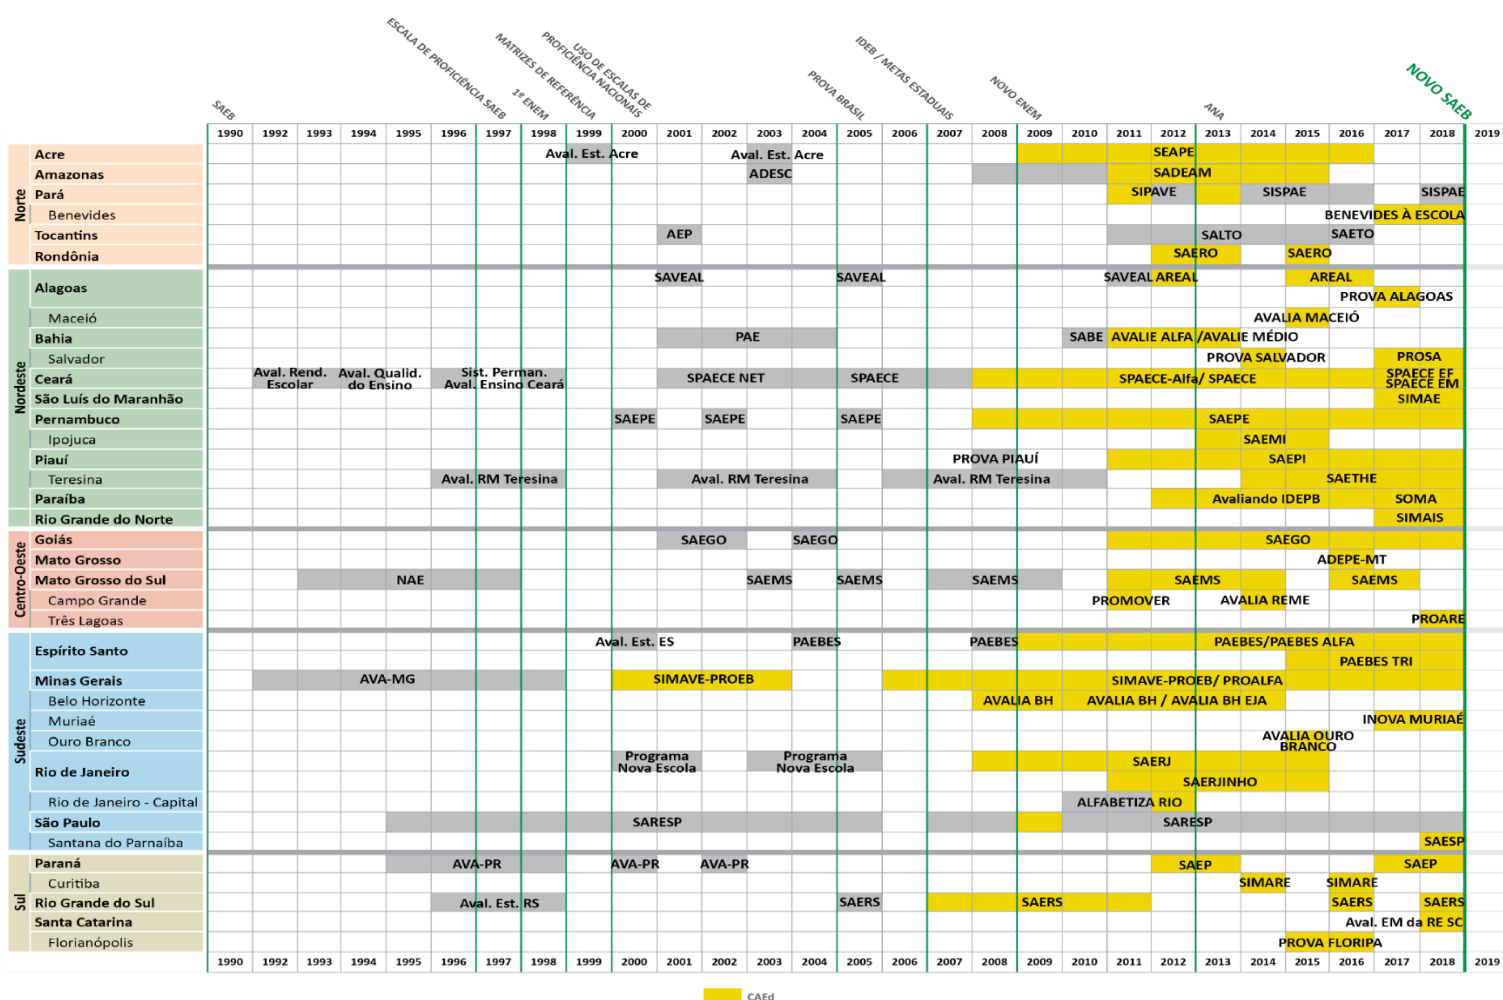 SAEB
ESCALA DE PROFICIÊNCIA SAEB
1º ENEM
MATRIZES DE REFERÊNCIA
USO DE ESCALAS DE
PROFICIÊNCIA NACIONAIS
PROVA BRASIL
IDEB / METAS ESTADUAIS
NOVO ENEM
ANA
NOVO SAEB
1990 1992 1993 1994 1995 1996 1997 1998 1999 2000 2001 2002 2003 2004 2005 2006 2007 2008 2009 2010 2011 2012 2013 2014 2015 2016 2017 2018 2019
Norte
Acre Aval. Est. Acre Aval. Est. Acre SEAPE
Amazonas ADESC SADEAM
Pará SIPAVE SISPAE SISPAE
Benevides BENEVIDES À ESCOLA
Tocantins AEP SALTO SAETO
Rondônia SAERO SAERO
Nordeste
Alagoas SAVEAL SAVEAL SAVEAL AREAL AREAL
PROVA ALAGOAS
Maceió AVALIA MACEIÓ
Bahia PAE SABE AVALIE ALFA /AVALIE MÉDIO
Salvador PROVA SALVADOR PROSA
Ceará Aval. Rend. Escolar Aval. Qualid. do Ensino Sist. Perman. Aval. Ensino Ceará SPAECE NET SPAECE SPAECE-Alfa/ SPAECE SPAECE EF SPAECE EM
São Luís do Maranhão SIMAE
Pernambuco SAEPE SAEPE SAEPE SAEPE
Ipojuca SAEMI
Piauí PROVA PIAUÍ SAEPI
Teresina Aval. RM Teresina Aval. RM Teresina Aval. RM Teresina SAETHE
Paraíba Avaliando IDEPB SOMA
Rio Grande do Norte SIMAIS
Centro-Oeste
Goiás SAEGO SAEGO SAEGO
Mato Grosso ADEPE-MT
Mato Grosso do Sul NAE SAEMS SAEMS SAEMS SAEMS SAEMS
Campo Grande PROMOVER AVALIA REME
Três Lagoas PROARE
Sudeste
Espírito Santo Aval. Est. ES PAEBES PAEBES PAEBES/PAEBES ALFA
PAEBES TRI
Minas Gerais AVA-MG SIMAVE-PROEB SIMAVE-PROEB/ PROALFA
Belo Horizonte AVALIA BH AVALIA BH / AVALIA BH EJA
Muriaé INOVA MURIAÉ
Ouro Branco AVALIA OURO BRANCO
Rio de Janeiro Programa Nova Escola Programa Nova Escola SAERJ
SAERJINHO
Rio de Janeiro - Capital ALFABETIZA RIO
São Paulo SARESP SARESP
Santana do Parnaíba SAESP
Sul
Paraná AVA-PR AVA-PR AVA-PR SAEP SAEP
Curitiba SIMARE SIMARE
Rio Grande do Sul Aval. Est. RS SAERS SAERS SAERS SAERS
Santa Catarina Aval. EM da RE SC
Florianópolis PROVA FLORIPA
1990 1992 1993 1994 1995 1996 1997 1998 1999 2000 2001 2002 2003 2004 2005 2006 2007 2008 2009 2010 2011 2012 2013 2014 2015 2016 2017 2018 2019
CAEd